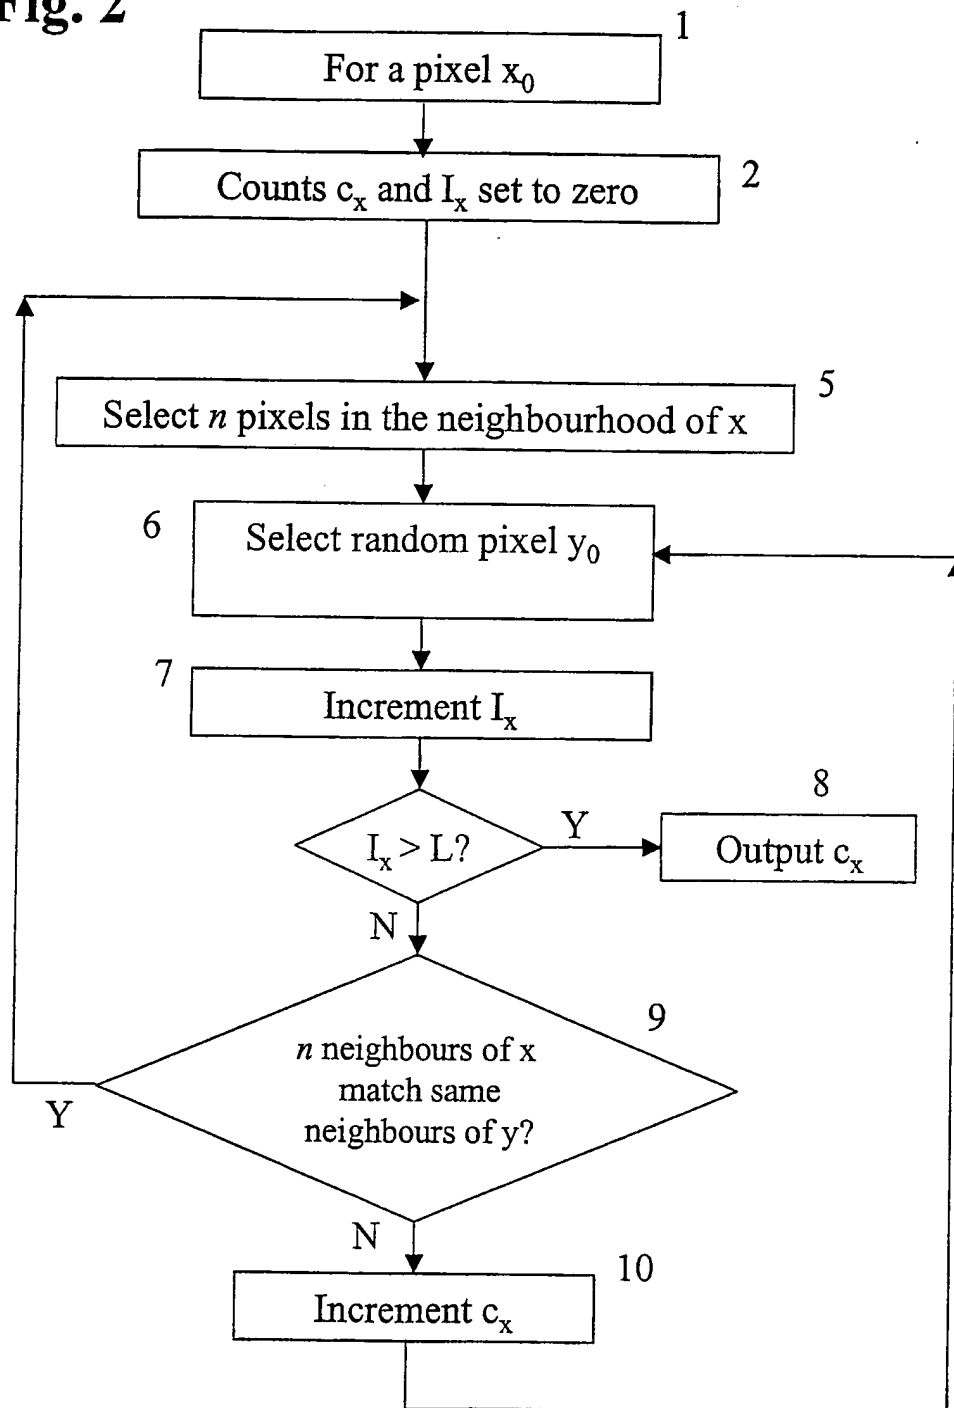 Fig. 2
1
For a pixel x₀
2
Counts cₓ and Iₓ set to zero
5
Select n pixels in the neighbourhood of x
6
Select random pixel y₀
7
Increment Iₓ
8
Iₓ > L?
Y
Output cₓ
N
9
n neighbours of x
match same
neighbours of y?
Y
N
10
Increment cₓ